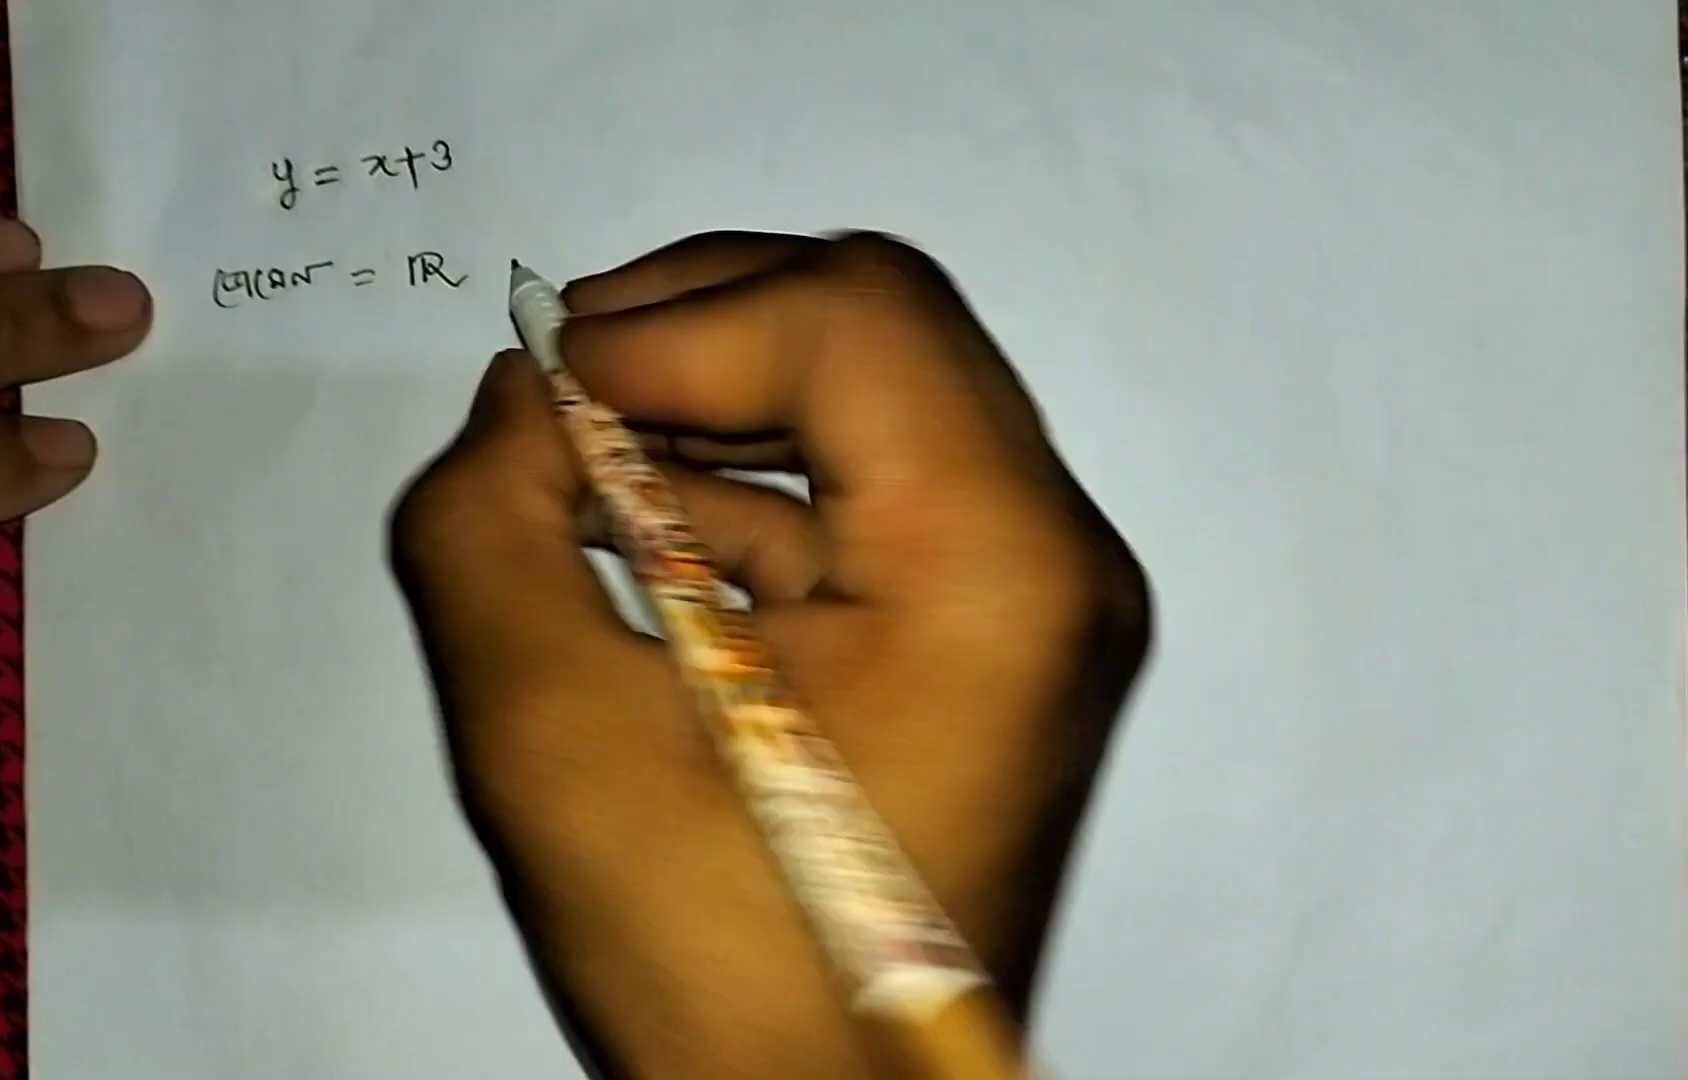 y = x+3
ডোমেন = ℝ